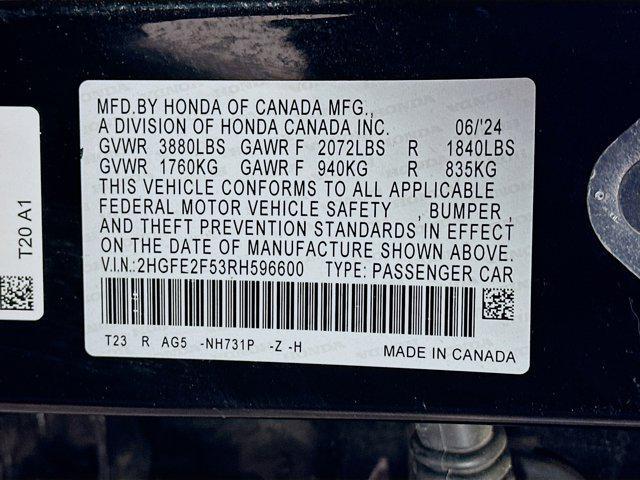 MFD.BY HONDA OF CANADA MFG.,
A DIVISION OF HONDA CANADA INC. 06/'24
GVWR 3880LBS GAWR F 2072LBS R 1840LBS
GVWR 1760KG GAWR F 940KG R 835KG
THIS VEHICLE CONFORMS TO ALL APPLICABLE
FEDERAL MOTOR VEHICLE SAFETY , BUMPER ,
AND THEFT PREVENTION STANDARDS IN EFFECT
ON THE DATE OF MANUFACTURE SHOWN ABOVE.
V.I.N.:2HGFE2F53RH596600 TYPE: PASSENGER CAR
T23 R AG5 -NH731P -Z -H
MADE IN CANADA
T20 A1